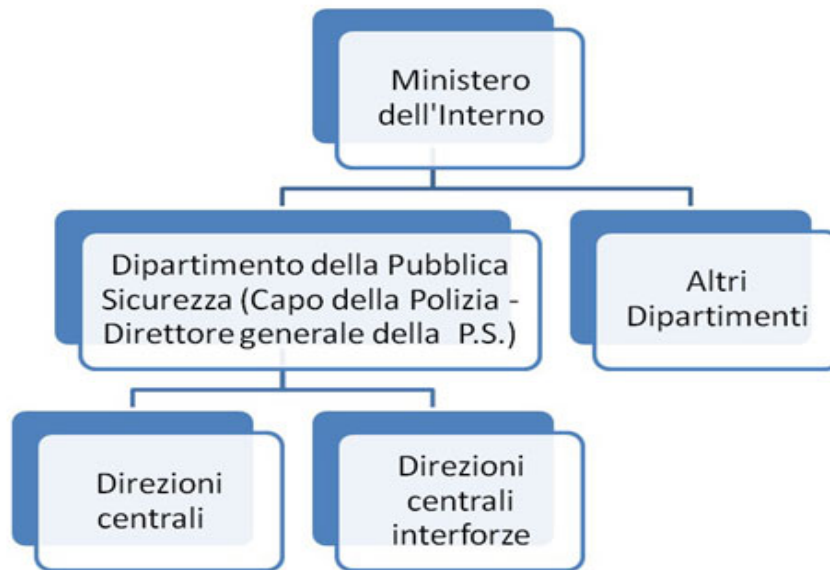 Ministero
dell'Interno
Dipartimento della Pubblica
Sicurezza (Capo della Polizia -
Direttore generale della P.S.)
Altri
Dipartimenti
Direzioni
centrali
Direzioni
centrali
interforze